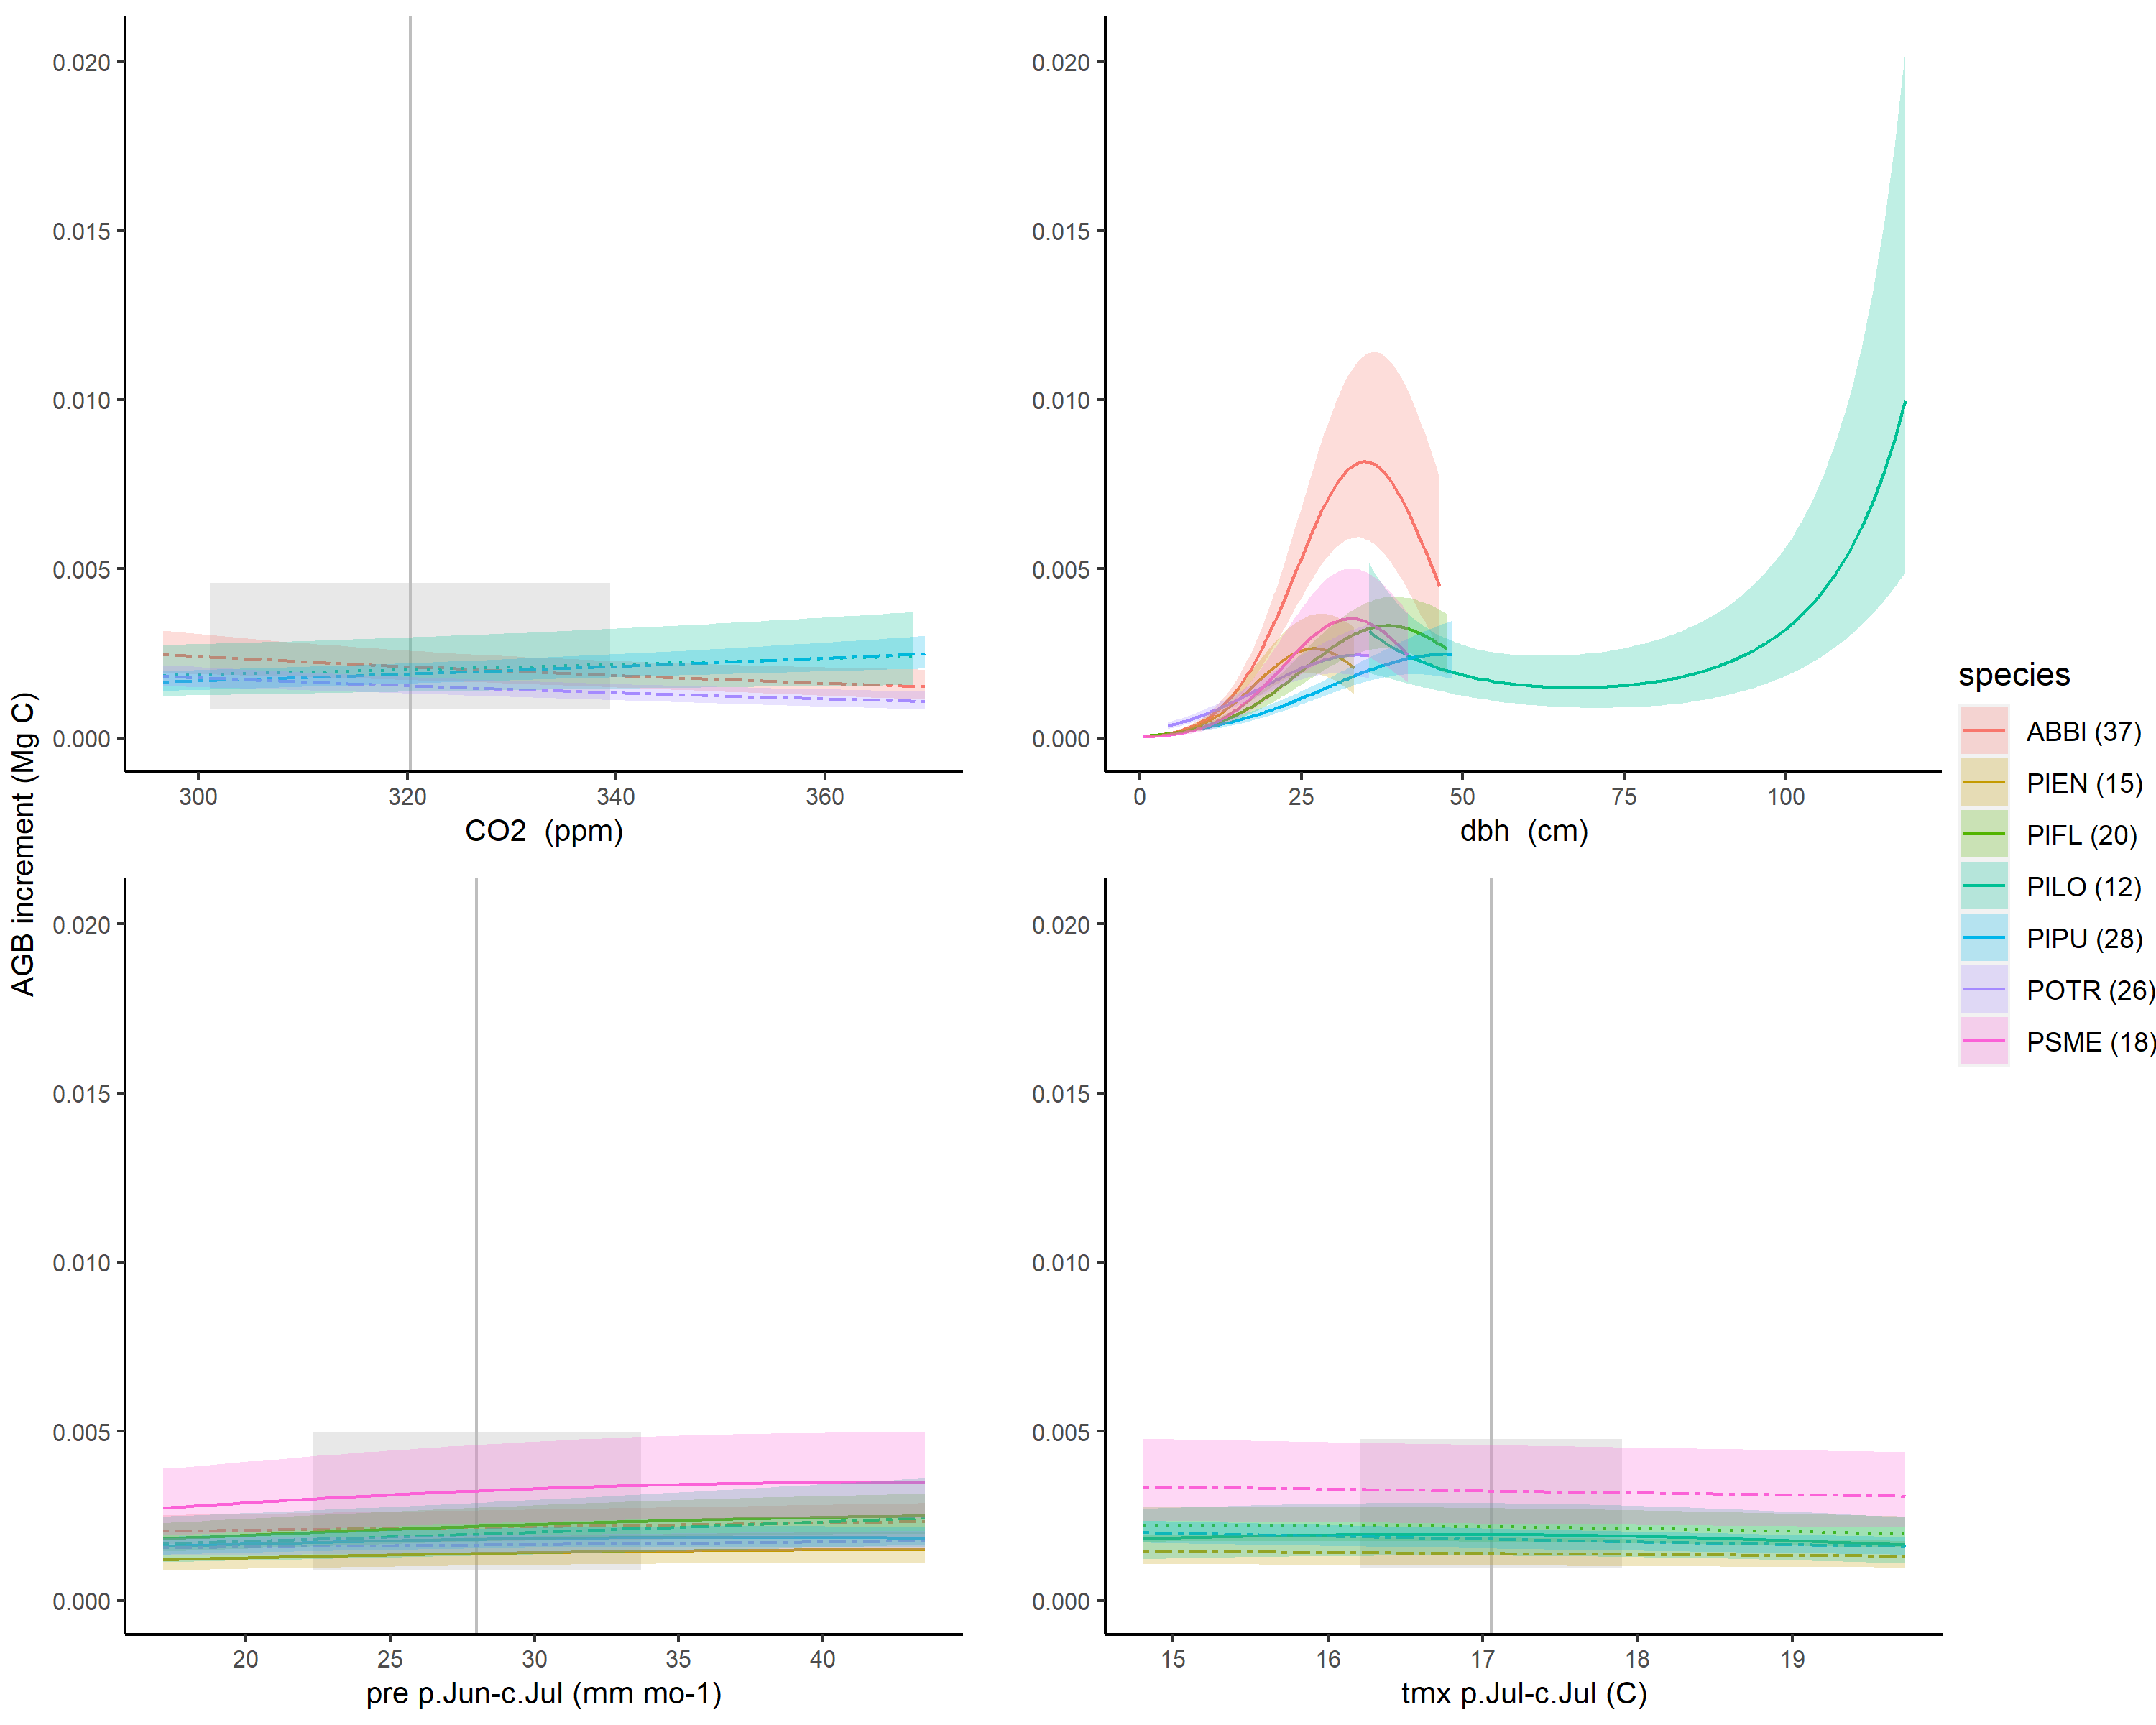 AGB increment (Mg C)
0.020
0.015
0.010
0.005
0.000
300 320 340 360
CO2 (ppm)
0.020
0.015
0.010
0.005
0.000
0 25 50 75 100
dbh (cm)
0.020
0.015
0.010
0.005
0.000
20 25 30 35 40
pre p.Jun-c.Jul (mm mo-1)
0.020
0.015
0.010
0.005
0.000
15 16 17 18 19
tmx p.Jul-c.Jul (C)
species
ABBI (37)
PIEN (15)
PIFL (20)
PILO (12)
PIPU (28)
POTR (26)
PSME (18)